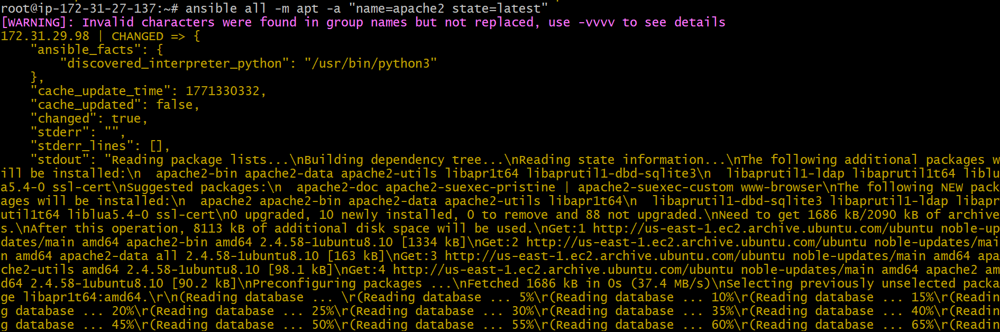 root@ip-172-31-27-137:~# ansible all -m apt -a "name=apache2 state=latest"
[WARNING]: Invalid characters were found in group names but not replaced, use -vvvv to see details
172.31.29.98 | CHANGED => {
    "ansible_facts": {
        "discovered_interpreter_python": "/usr/bin/python3"
    },
    "cache_update_time": 1771330332,
    "cache_updated": false,
    "changed": true,
    "stderr": "",
    "stderr_lines": [],
    "stdout": "Reading package lists...\nBuilding dependency tree...\nReading state information...\nThe following additional packages w
ill be installed:\n  apache2-bin apache2-data apache2-utils libapr1t64 libaprutil1-dbd-sqlite3\n  libaprutil1-ldap libaprutil1t64 liblu
a5.4-0 ssl-cert\nSuggested packages:\n  apache2-doc apache2-suexec-pristine | apache2-suexec-custom www-browser\nThe following NEW pack
ages will be installed:\n  apache2 apache2-bin apache2-data apache2-utils libapr1t64\n  libaprutil1-dbd-sqlite3 libaprutil1-ldap libapr
util1t64 liblua5.4-0 ssl-cert\n0 upgraded, 10 newly installed, 0 to remove and 88 not upgraded.\nNeed to get 1686 kB/2090 kB of archive
s.\nAfter this operation, 8113 kB of additional disk space will be used.\nGet:1 http://us-east-1.ec2.archive.ubuntu.com/ubuntu noble-up
dates/main amd64 apache2-bin amd64 2.4.58-1ubuntu8.10 [1334 kB]\nGet:2 http://us-east-1.ec2.archive.ubuntu.com/ubuntu noble-updates/mai
n amd64 apache2-data all 2.4.58-1ubuntu8.10 [163 kB]\nGet:3 http://us-east-1.ec2.archive.ubuntu.com/ubuntu noble-updates/main amd64 apa
che2-utils amd64 2.4.58-1ubuntu8.10 [98.1 kB]\nGet:4 http://us-east-1.ec2.archive.ubuntu.com/ubuntu noble-updates/main amd64 apache2 am
d64 2.4.58-1ubuntu8.10 [90.2 kB]\nPreconfiguring packages ...\nFetched 1686 kB in 0s (37.4 MB/s)\nSelecting previously unselected packa
ge libapr1t64:amd64.\r\n(Reading database ... \r(Reading database ... 5%\r(Reading database ... 10%\r(Reading database ... 15%\r(Readin
g database ... 20%\r(Reading database ... 25%\r(Reading database ... 30%\r(Reading database ... 35%\r(Reading database ... 40%\r(Readin
g database ... 45%\r(Reading database ... 50%\r(Reading database ... 55%\r(Reading database ... 60%\r(Reading database ... 65%\r(Readin